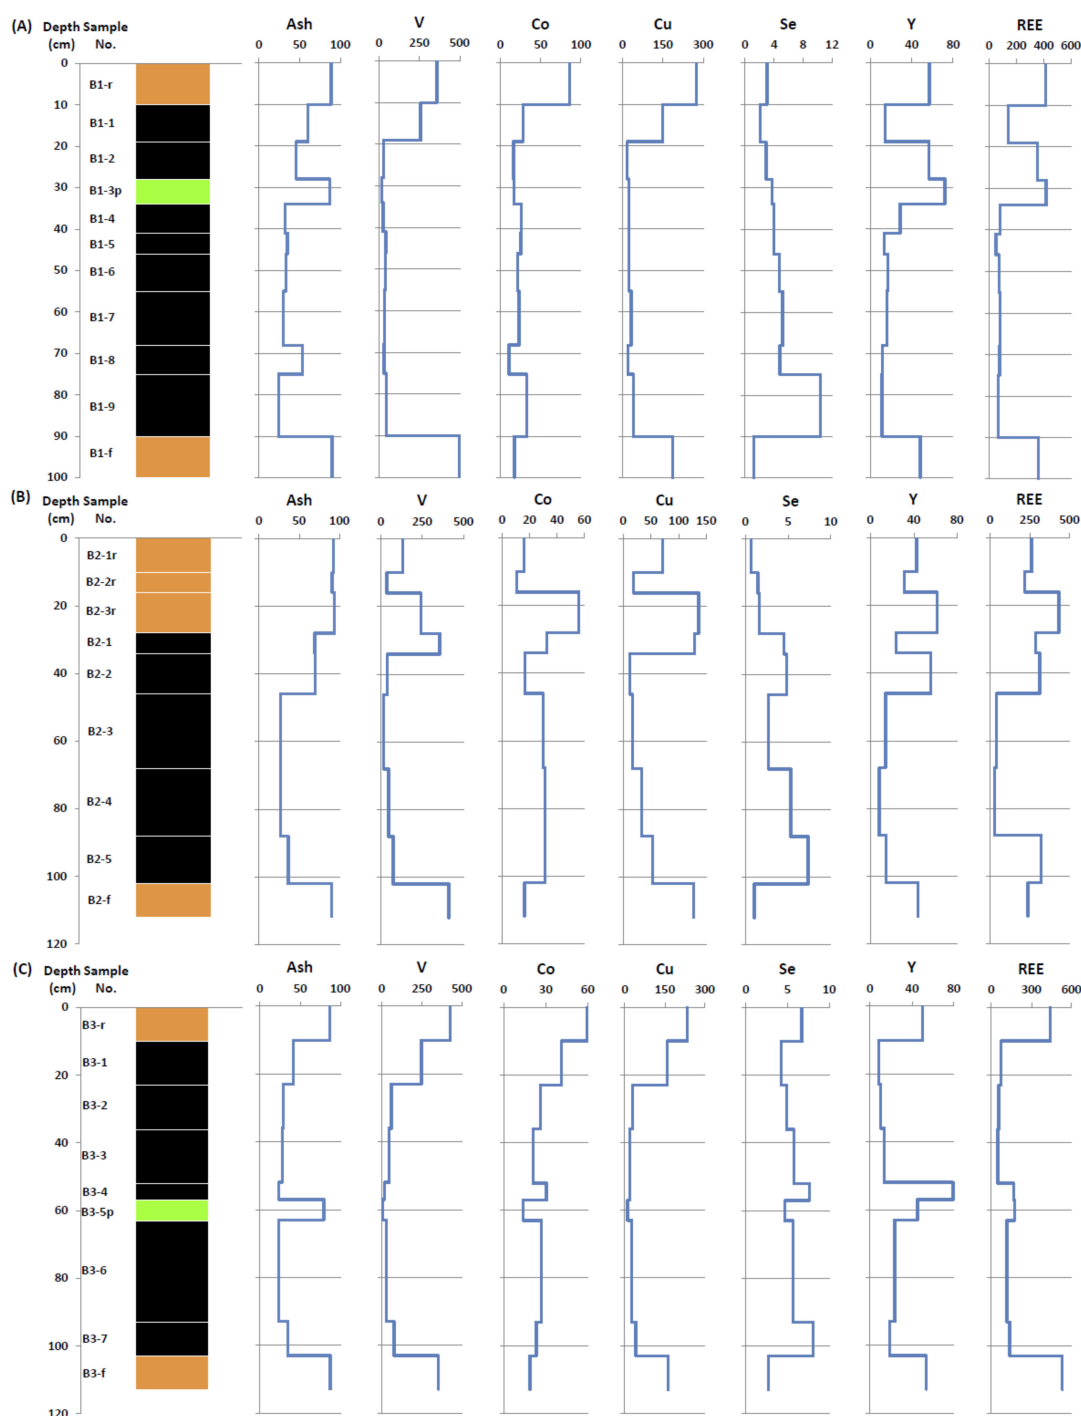 (A) Depth Sample Ash V Co Cu Se Y REE
(cm) No. 0 50 100 0 250 500 0 50 100 0 150 300 0 4 8 12 0 40 80 0 200 400 600
0
B1-r
10
B1-1
20
B1-2
30
B1-3p
B1-4
40
B1-5
50
B1-6
60
B1-7
70
B1-8
80
B1-9
90
B1-f
100
(B) Depth Sample Ash V Co Cu Se Y REE
(cm) No. 0 50 100 0 250 500 0 20 40 60 0 50 100 150 0 5 10 0 40 80 0 250 500
0
B2-1r
B2-2r
20
B2-3r
B2-1
40
B2-2
B2-3
60
B2-4
80
B2-5
100
B2-f
120
(C) Depth Sample Ash V Co Cu Se Y REE
(cm) No. 0 50 100 0 250 500 0 30 60 0 150 300 0 5 10 0 40 80 0 200 400 600
0
B3-r
B3-1
20
B3-2
40
B3-3
B3-4
60
B3-5p
B3-6
80
B3-7
100
B3-f
120